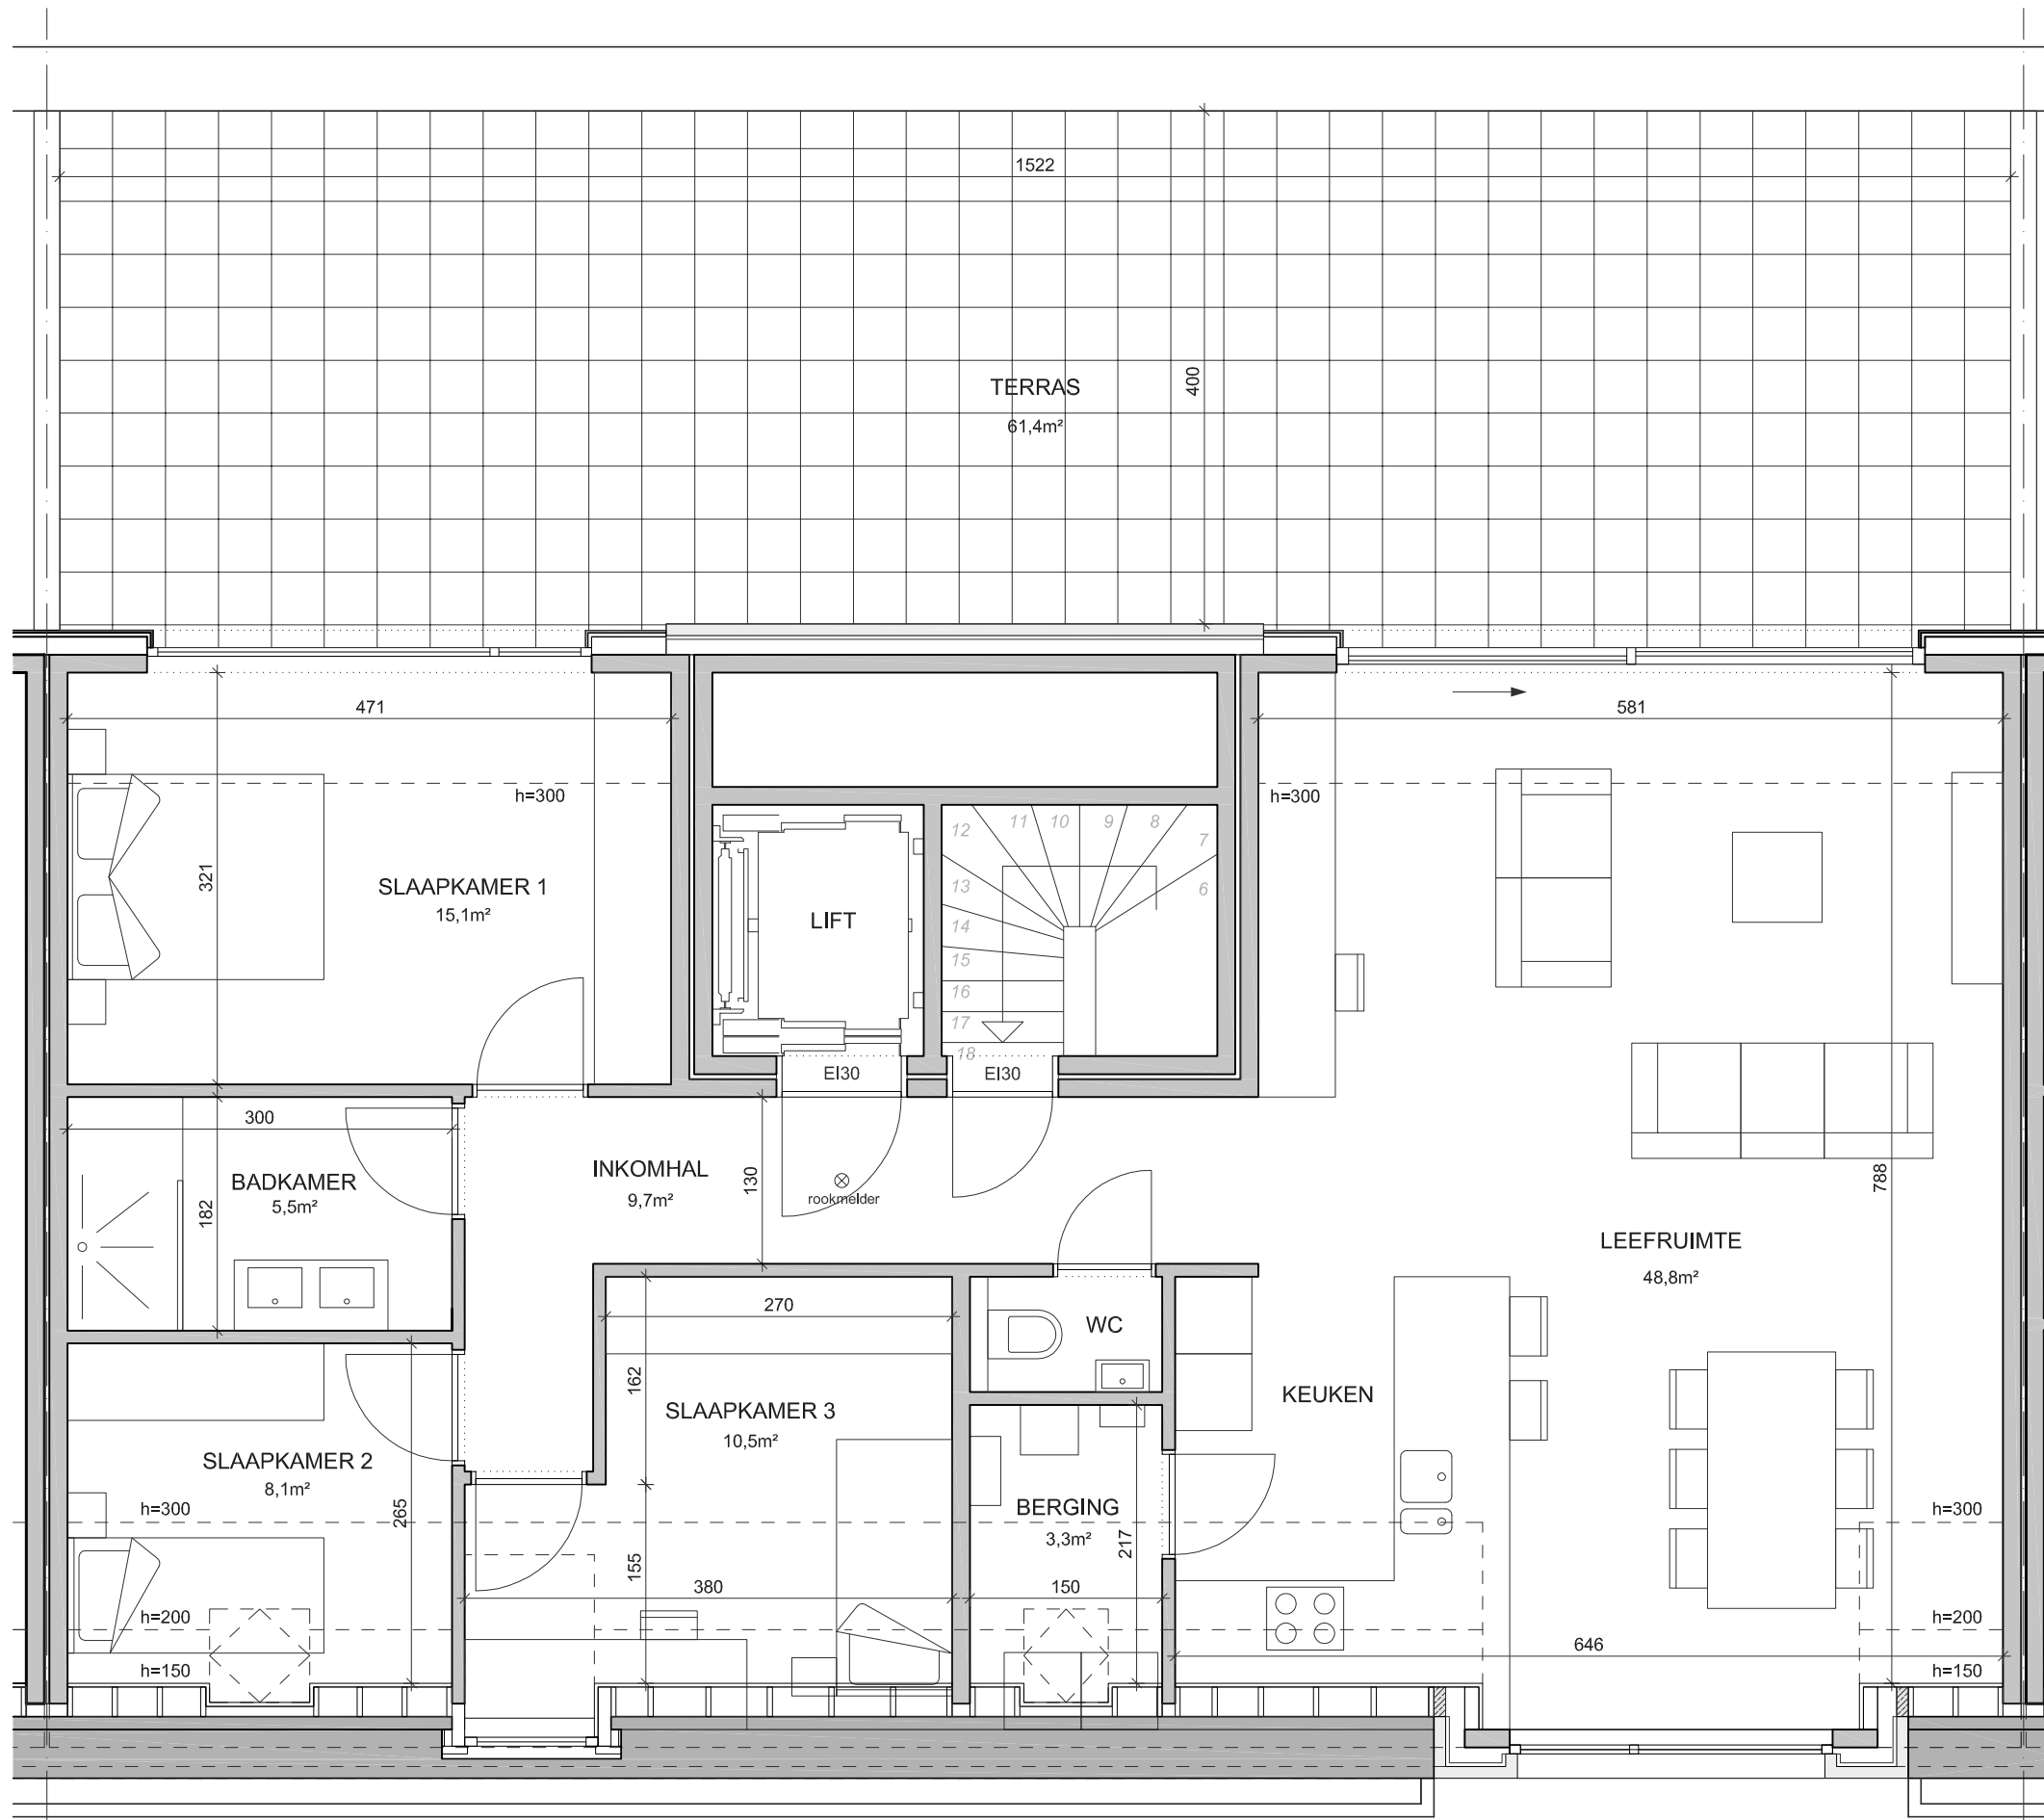 1522
400
TERRAS
61,4m²
471
581
h=300
h=300
321
SLAAPKAMER 1
15,1m²
LIFT
12
11
10
9
8
7
6
13
14
15
16
17
18
EI30
EI30
300
BADKAMER
5,5m²
182
INKOMHAL
9,7m²
130
rookmelder
788
LEEFRUIMTE
48,8m²
270
WC
162
SLAAPKAMER 3
10,5m²
KEUKEN
SLAAPKAMER 2
8,1m²
h=300
265
BERGING
3,3m²
217
h=300
155
380
150
h=200
h=200
646
h=150
h=150